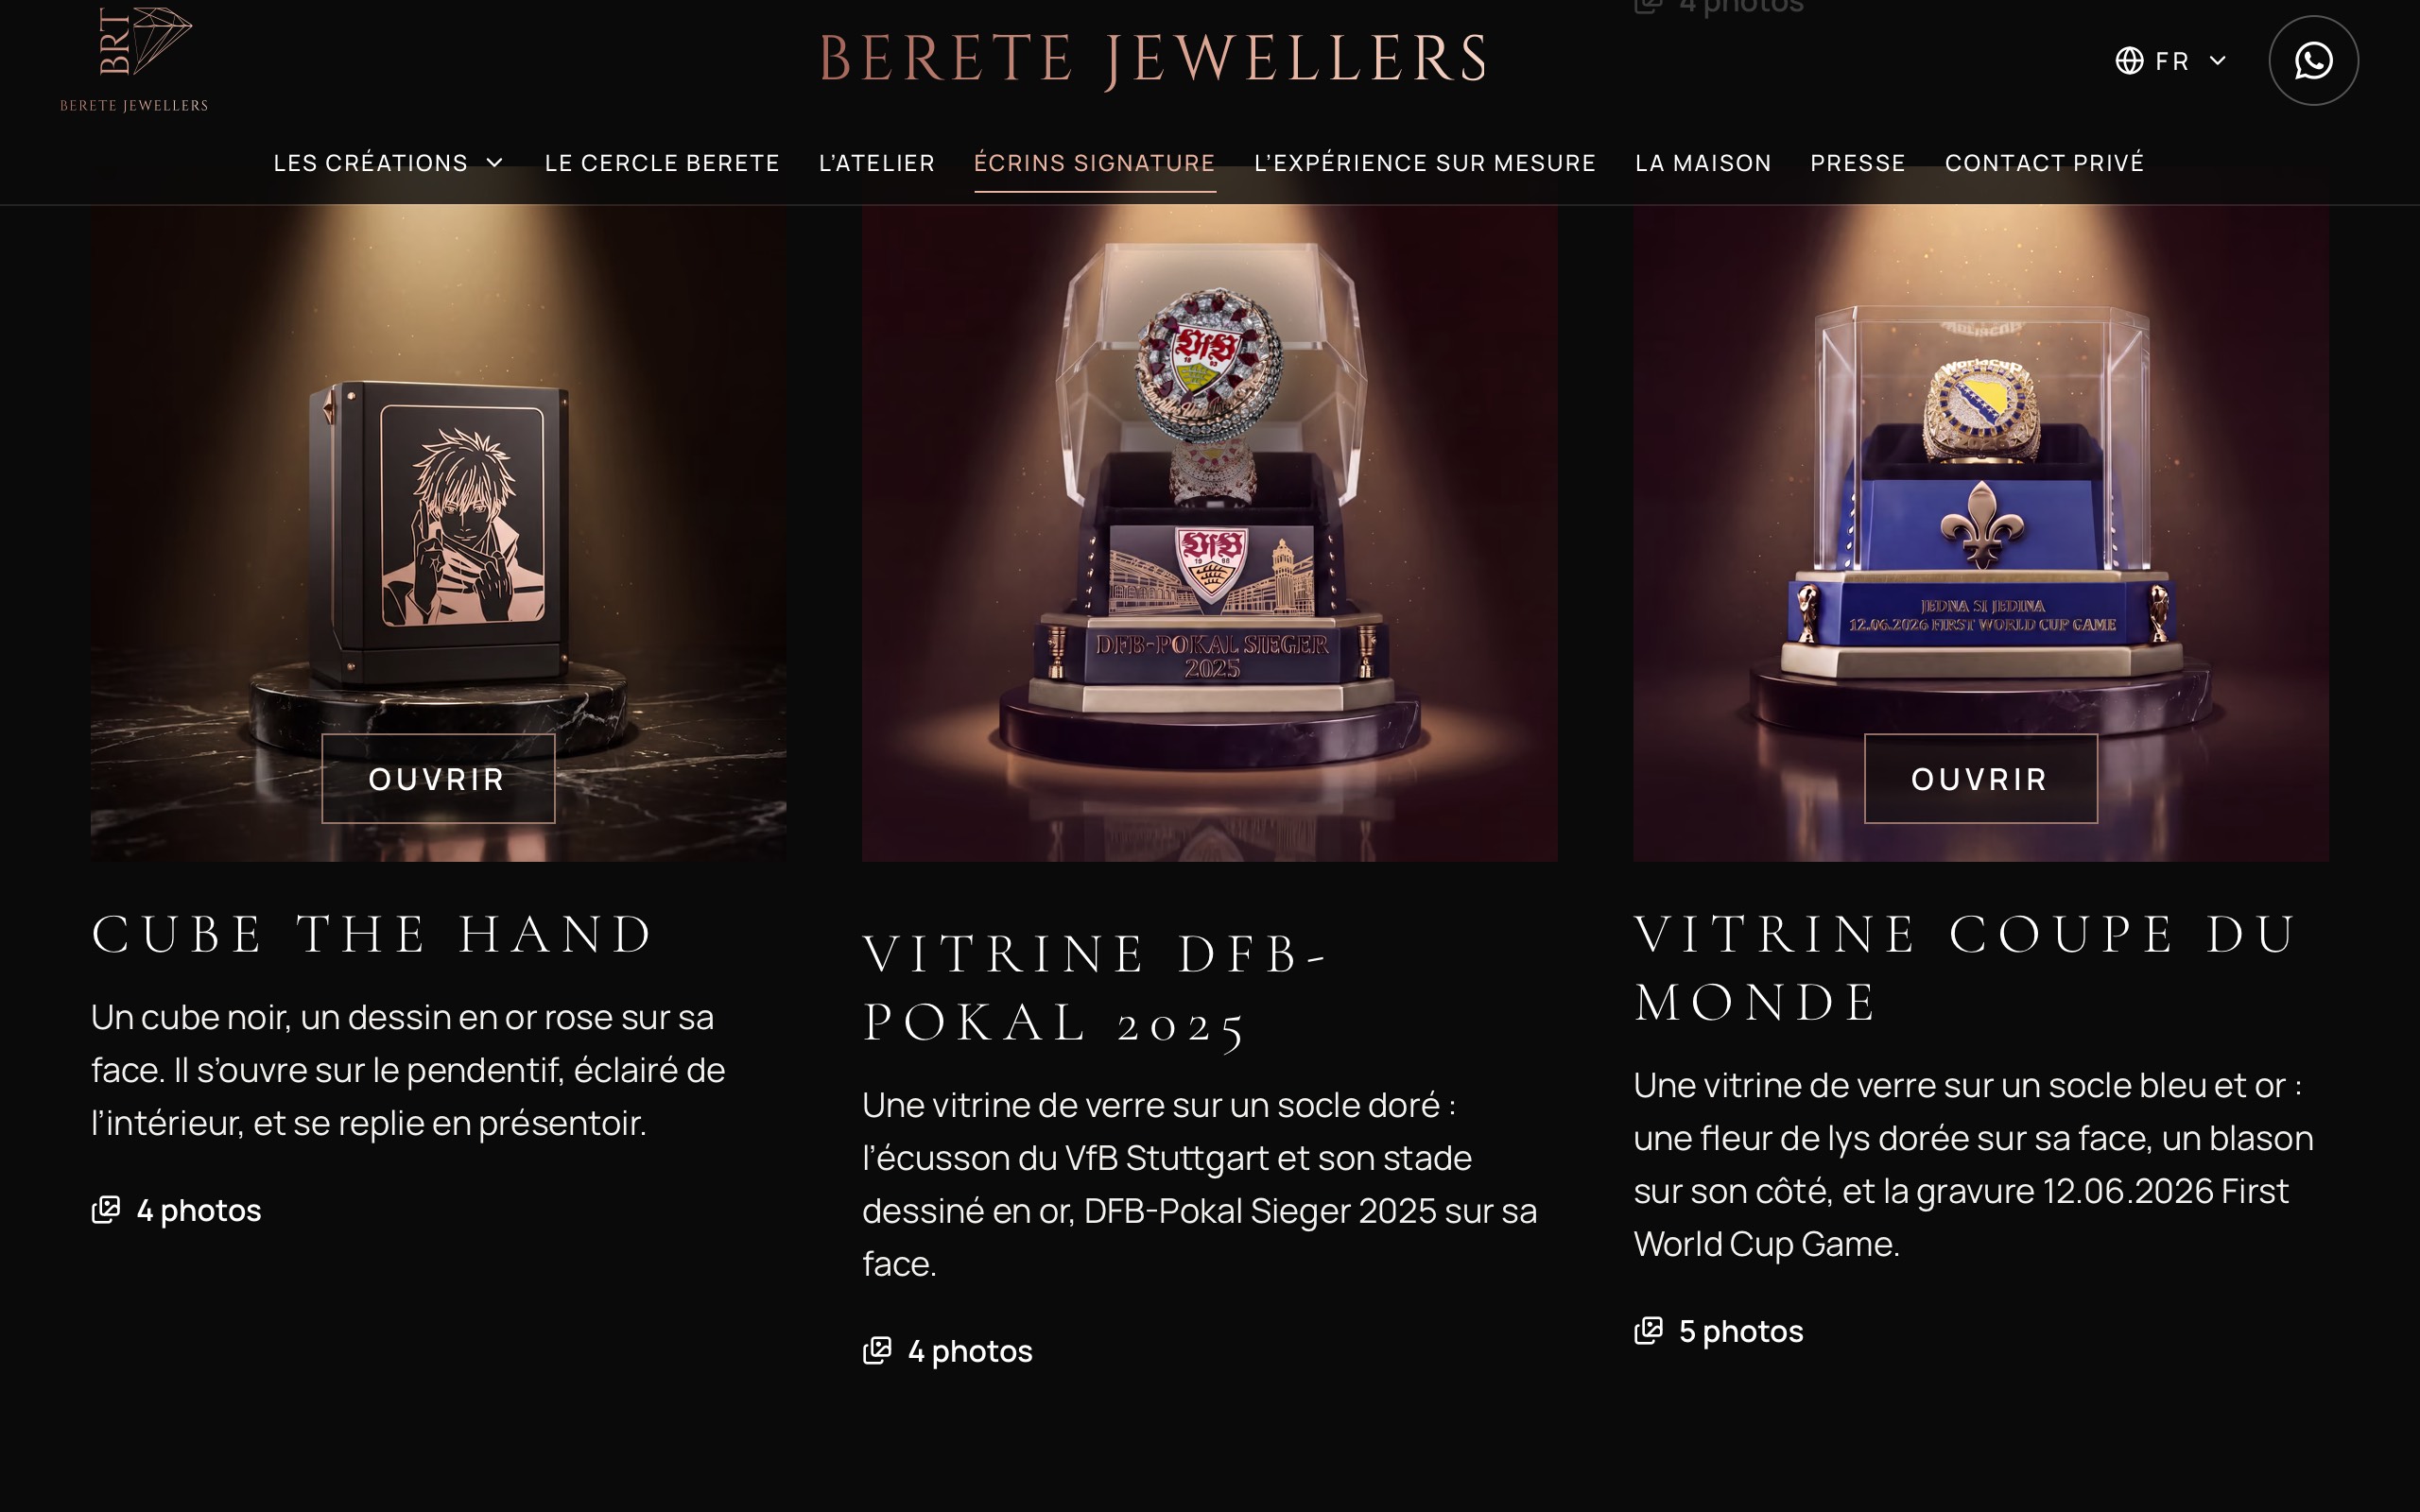 4 photos
BRT
BERETE JEWELLERS
BERETE JEWELLERS
FR
LES CRÉATIONS
LE CERCLE BERETE
L’ATELIER
ÉCRINS SIGNATURE
L’EXPÉRIENCE SUR MESURE
LA MAISON
PRESSE
CONTACT PRIVÉ
OUVRIR
CUBE THE HAND
Un cube noir, un dessin en or rose sur sa
face. Il s’ouvre sur le pendentif, éclairé de
l’intérieur, et se replie en présentoir.
4 photos
VfB
VfB
DFB-POKAL SIEGER
2025
VITRINE DFB-
POKAL 2025
Une vitrine de verre sur un socle doré :
l’écusson du VfB Stuttgart et son stade
dessiné en or, DFB-Pokal Sieger 2025 sur sa
face.
4 photos
WorldCup
JEDNA SI JEDINA
12.06.2026 FIRST WORLD CUP GAME
OUVRIR
VITRINE COUPE DU
MONDE
Une vitrine de verre sur un socle bleu et or :
une fleur de lys dorée sur sa face, un blason
sur son côté, et la gravure 12.06.2026 First
World Cup Game.
5 photos